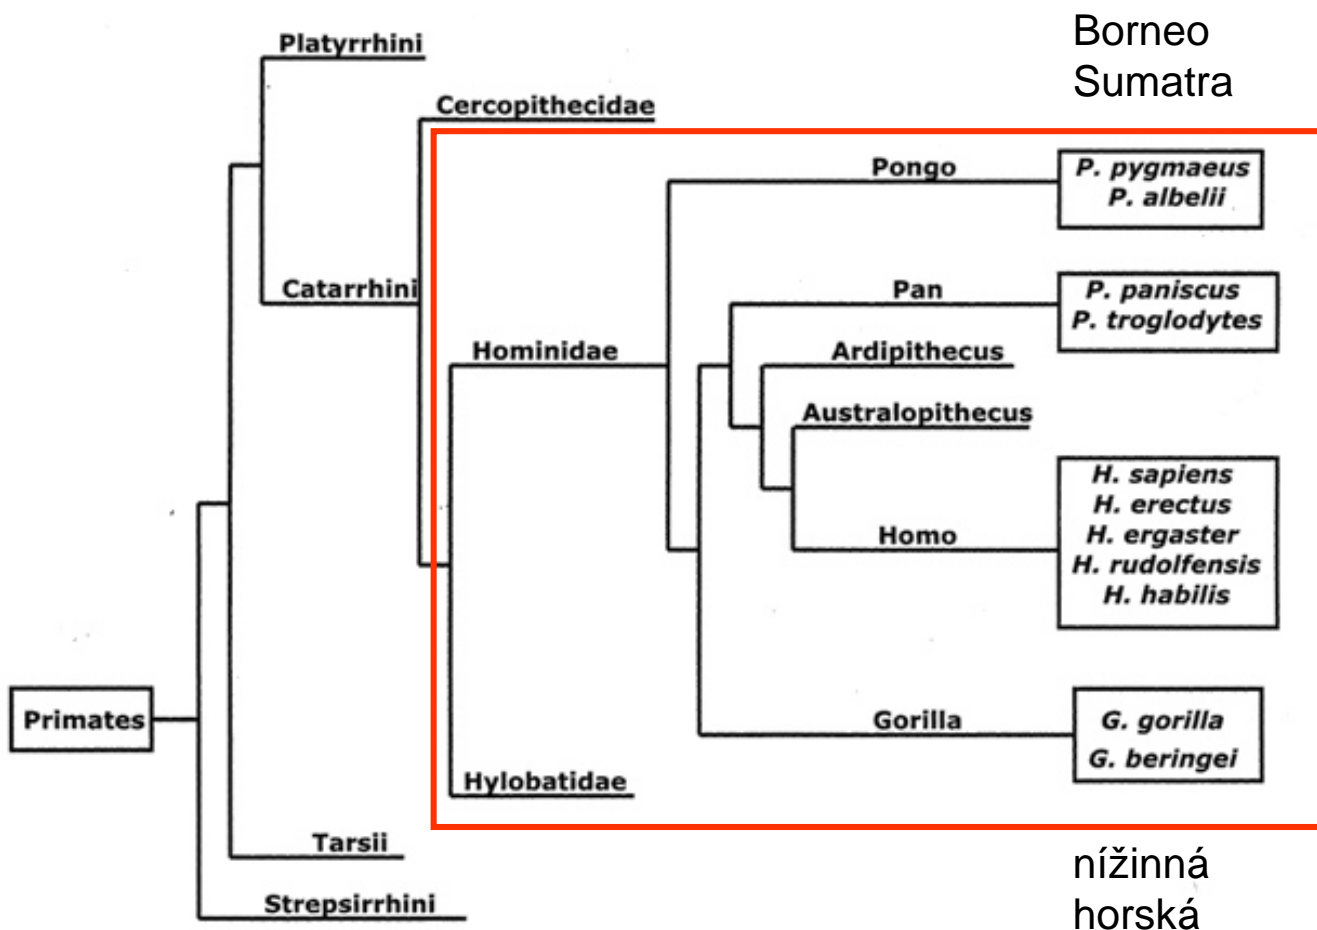 Borneo
Sumatra
Platyrrhini
Cercopithecidae
Pongo
P. pygmaeus
P. albelii
Catarrhini
Pan
P. paniscus
P. troglodytes
Hominidae
Ardipithecus
Australopithecus
H. sapiens
H. erectus
Homo
H. ergaster
H. rudolfensis
H. habilis
Primates
Gorilla
G. gorilla
G. beringei
Hylobatidae
Tarsii
Strepsirrhini
nížinná
horská